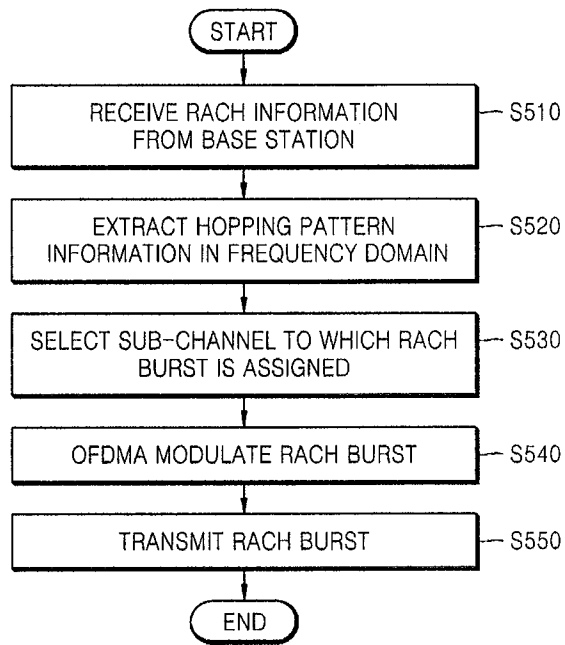 START
RECEIVE RACH INFORMATION
FROM BASE STATION
S510
EXTRACT HOPPING PATTERN
INFORMATION IN FREQUENCY DOMAIN
S520
SELECT SUB-CHANNEL TO WHICH RACH
BURST IS ASSIGNED
S530
OFDMA MODULATE RACH BURST
S540
TRANSMIT RACH BURST
S550
END